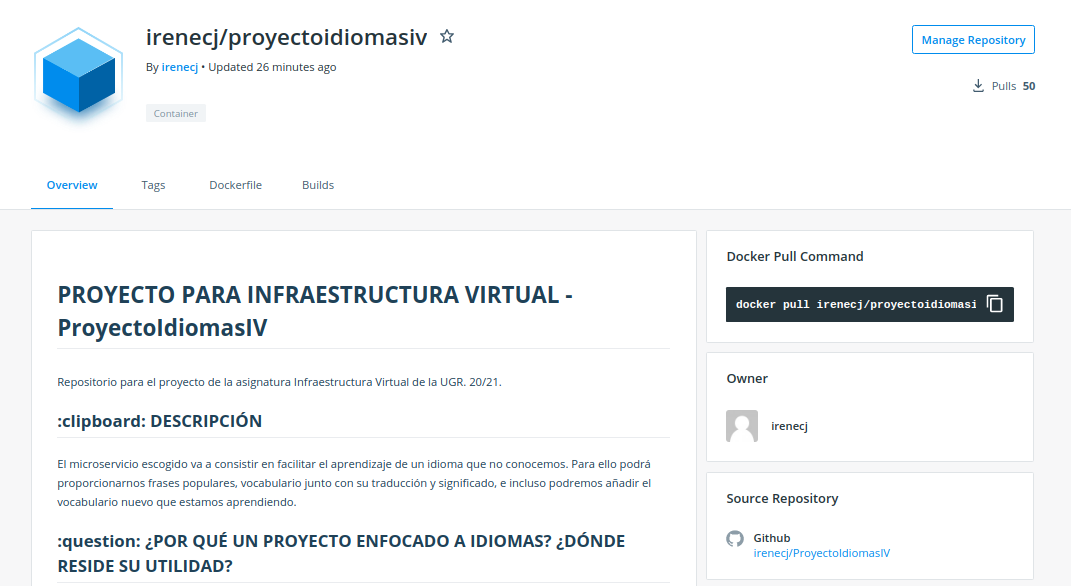 irenecj/proyectoidiomasiv
By irenecj • Updated 26 minutes ago
Container
Manage Repository
Pulls 50
Overview
Tags
Dockerfile
Builds
PROYECTO PARA INFRAESTRUCTURA VIRTUAL -
ProyectoIdiomasIV
Repositorio para el proyecto de la asignatura Infraestructura Virtual de la UGR. 20/21.
:clipboard: DESCRIPCIÓN
El microservicio escogido va a consistir en facilitar el aprendizaje de un idioma que no conocemos. Para ello podrá
proporcionarnos frases populares, vocabulario junto con su traducción y significado, e incluso podremos añadir el
vocabulario nuevo que estamos aprendiendo.
:question: ¿POR QUÉ UN PROYECTO ENFOCADO A IDIOMAS? ¿DÓNDE
RESIDE SU UTILIDAD?
Docker Pull Command
docker pull irenecj/proyectoidiomasi
Owner
irenecj
Source Repository
Github
irenecj/ProyectoIdiomasIV